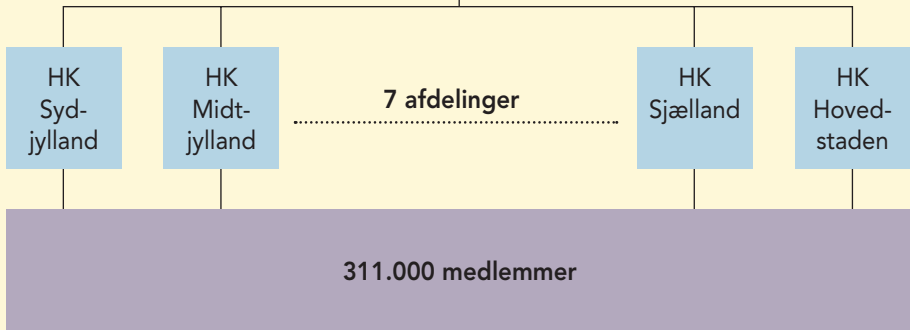 HK
Syd-
jylland
HK
Midt-
jylland
7 afdelinger
HK
Sjælland
HK
Hoved-
staden
311.000 medlemmer